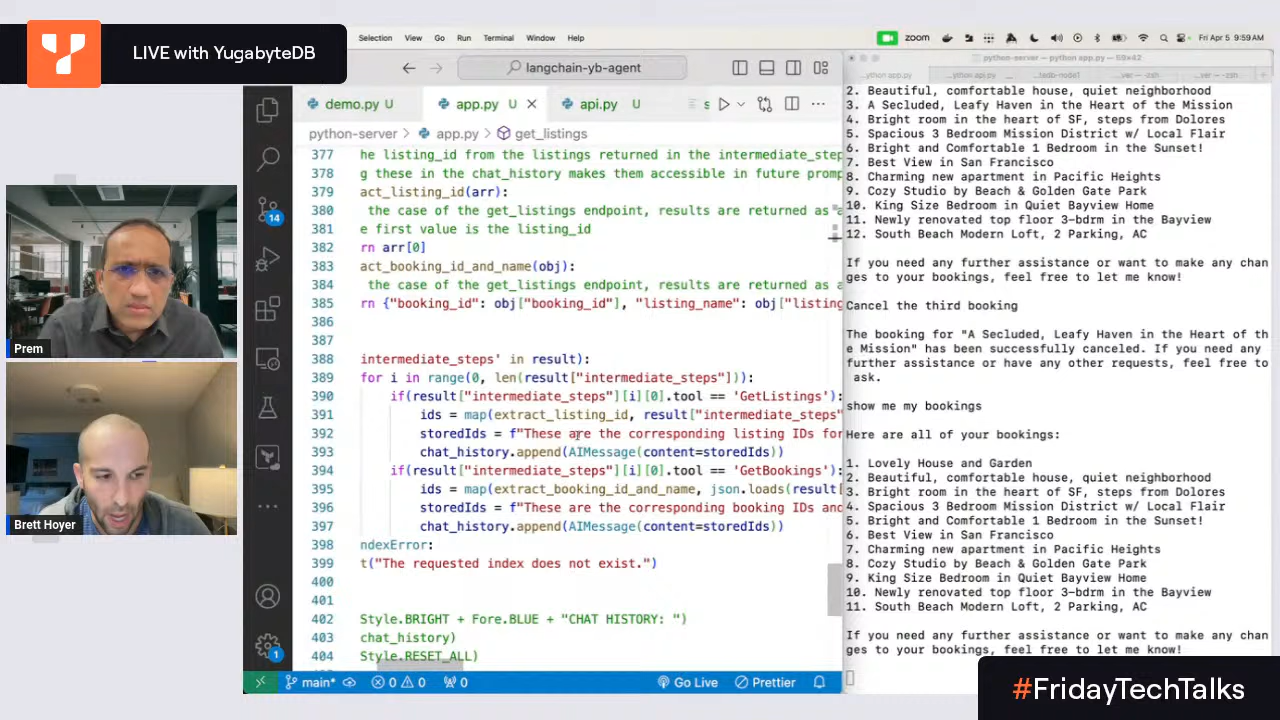 LIVE with YugabyteDB
Selection View Go Run Terminal Window Help
zoom
Fri Apr 5 9:59AM
langchain-yb-agent
demo.py U
app.py U
api.py U
python-server > app.py > get_listings
377 he listing_id from the listings returned in the intermediate_step
378 g these in the chat_history makes them accessible in future promp
379 act_listing_id(arr):
380 the case of the get_listings endpoint, results are returned as a
381 e first value is the listing_id
382 rn arr[0]
383 act_booking_id_and_name(obj):
384 the case of the get_listings endpoint, results are returned as a
385 rn {"booking_id": obj["booking_id"], "listing_name": obj["listing
386
387
388 intermediate_steps' in result):
389 for i in range(0, len(result["intermediate_steps"])):
390 if(result["intermediate_steps"][i][0].tool == 'GetListings'):
391 ids = map(extract_listing_id, result["intermediate_steps"
392 storedIds = f"These are the corresponding listing IDs for
393 chat_history.append(AIMessage(content=storedIds))
394 if(result["intermediate_steps"][i][0].tool == 'GetBookings'):
395 ids = map(extract_booking_id_and_name, json.loads(result[
396 storedIds = f"These are the corresponding booking IDs and
397 chat_history.append(AIMessage(content=storedIds))
398 ndexError:
399 t("The requested index does not exist.")
400
401
402 Style.BRIGHT + Fore.BLUE + "CHAT HISTORY: ")
403 chat_history)
404 Style.RESET_ALL)
14
1
main* 0 0 0 Go Live Prettier
python-server — python app.py — 59×42
2. Beautiful, comfortable house, quiet neighborhood
3. A Secluded, Leafy Haven in the Heart of the Mission
4. Bright room in the heart of SF, steps from Dolores
5. Spacious 3 Bedroom Mission District w/ Local Flair
6. Bright and Comfortable 1 Bedroom in the Sunset!
7. Best View in San Francisco
8. Charming new apartment in Pacific Heights
9. Cozy Studio by Beach & Golden Gate Park
10. King Size Bedroom in Quiet Bayview Home
11. Newly renovated top floor 3-bdrm in the Bayview
12. South Beach Modern Loft, 2 Parking, AC
If you need any further assistance or want to make any chan
ges to your bookings, feel free to let me know!
Cancel the third booking
The booking for "A Secluded, Leafy Haven in the Heart of th
e Mission" has been successfully canceled. If you need any
further assistance or have any other requests, feel free to
ask.
show me my bookings
Here are all of your bookings:
1. Lovely House and Garden
2. Beautiful, comfortable house, quiet neighborhood
3. Bright room in the heart of SF, steps from Dolores
4. Spacious 3 Bedroom Mission District w/ Local Flair
5. Bright and Comfortable 1 Bedroom in the Sunset!
6. Best View in San Francisco
7. Charming new apartment in Pacific Heights
8. Cozy Studio by Beach & Golden Gate Park
9. King Size Bedroom in Quiet Bayview Home
10. Newly renovated top floor 3-bdrm in the Bayview
11. South Beach Modern Loft, 2 Parking, AC
If you need any further assistance or want to make any chan
ges to your bookings, feel free to let me know!
Prem
Brett Hoyer
#FridayTechTalks